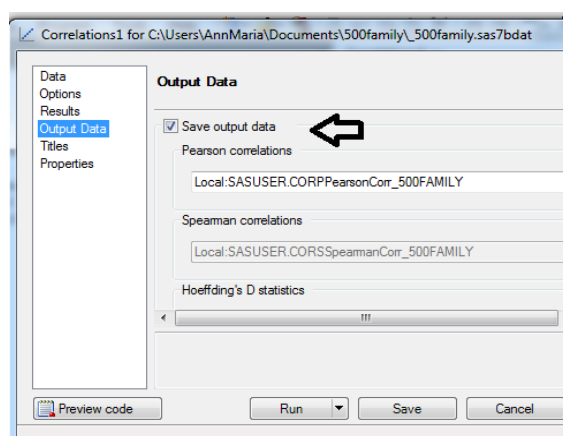 Correlations1 for C:\Users\AnnMaria\Documents\500family\_500family.sas7bdat
Data
Options
Results
Output Data
Titles
Properties
Output Data
Save output data
Pearson correlations
Local:SASUSER.CORPPearsonCorr_500FAMILY
Spearman correlations
Local:SASUSER.CORSSpearmanCorr_500FAMILY
Hoeffding's D statistics
Preview code
Run
Save
Cancel